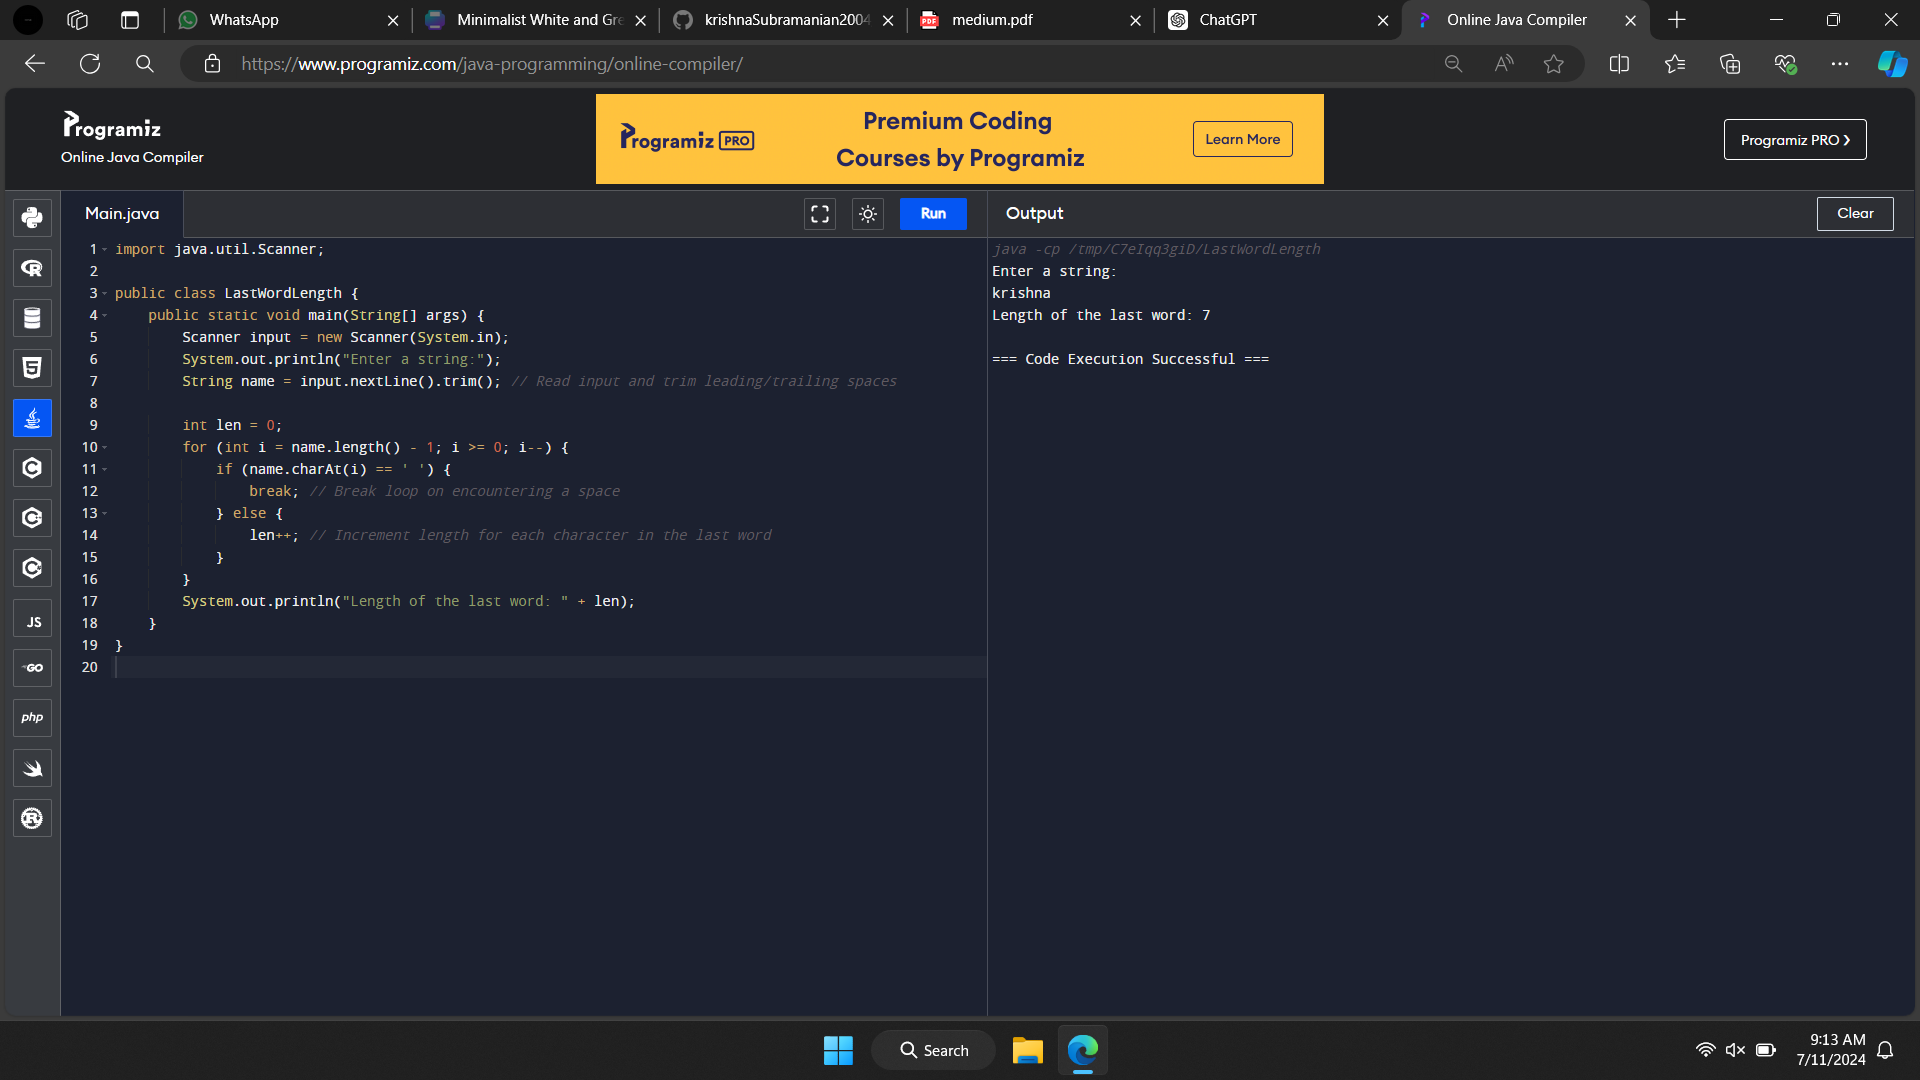 WhatsApp
Minimalist White and Gre
krishnaSubramanian2004
PDF
medium.pdf
ChatGPT
Online Java Compiler
https://www.programiz.com/java-programming/online-compiler/
Programiz
Online Java Compiler
Programiz PRO
Premium Coding
Courses by Programiz
Learn More
Programiz PRO ❯
Main.java
Run
Output
Clear
1 import java.util.Scanner;
2
3 public class LastWordLength {
4 public static void main(String[] args) {
5 Scanner input = new Scanner(System.in);
6 System.out.println("Enter a string:");
7 String name = input.nextLine().trim(); // Read input and trim leading/trailing spaces
8
9 int len = 0;
10 for (int i = name.length() - 1; i >= 0; i--) {
11 if (name.charAt(i) == ' ') {
12 break; // Break loop on encountering a space
13 } else {
14 len++; // Increment length for each character in the last word
15 }
16 }
17 System.out.println("Length of the last word: " + len);
18 }
19 }
20
java -cp /tmp/C7eIqq3giD/LastWordLength
Enter a string:
krishna
Length of the last word: 7
=== Code Execution Successful ===
R
5
C
C
C
JS
GO
php
R
Search
9:13 AM
7/11/2024